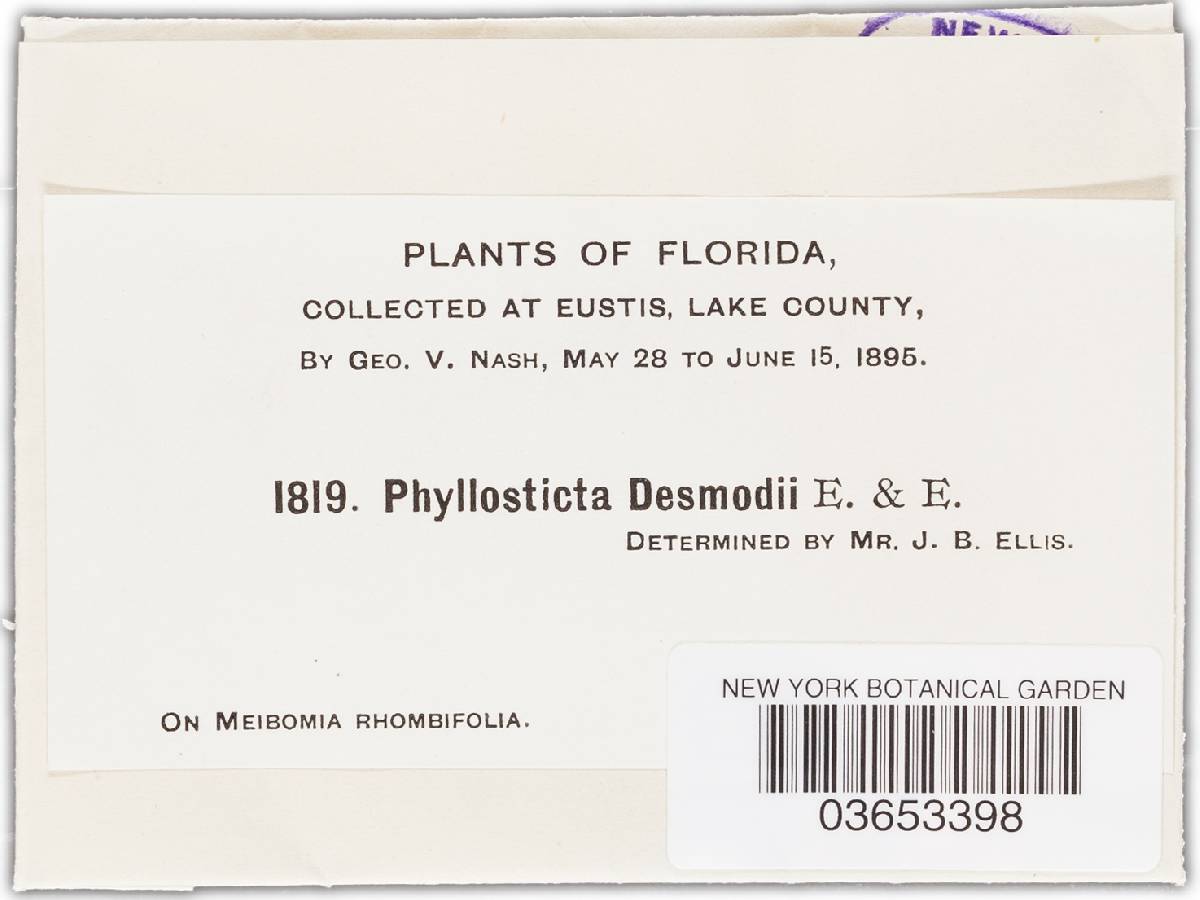 NEW
PLANTS OF FLORIDA,
COLLECTED AT EUSTIS, LAKE COUNTY,
BY GEO. V. NASH, MAY 28 TO JUNE 15, 1895.
1819. Phyllosticta Desmodii E. & E.
DETERMINED BY MR. J. B. ELLIS.
ON MEIBOMIA RHOMBIFOLIA.
NEW YORK BOTANICAL GARDEN
03653398